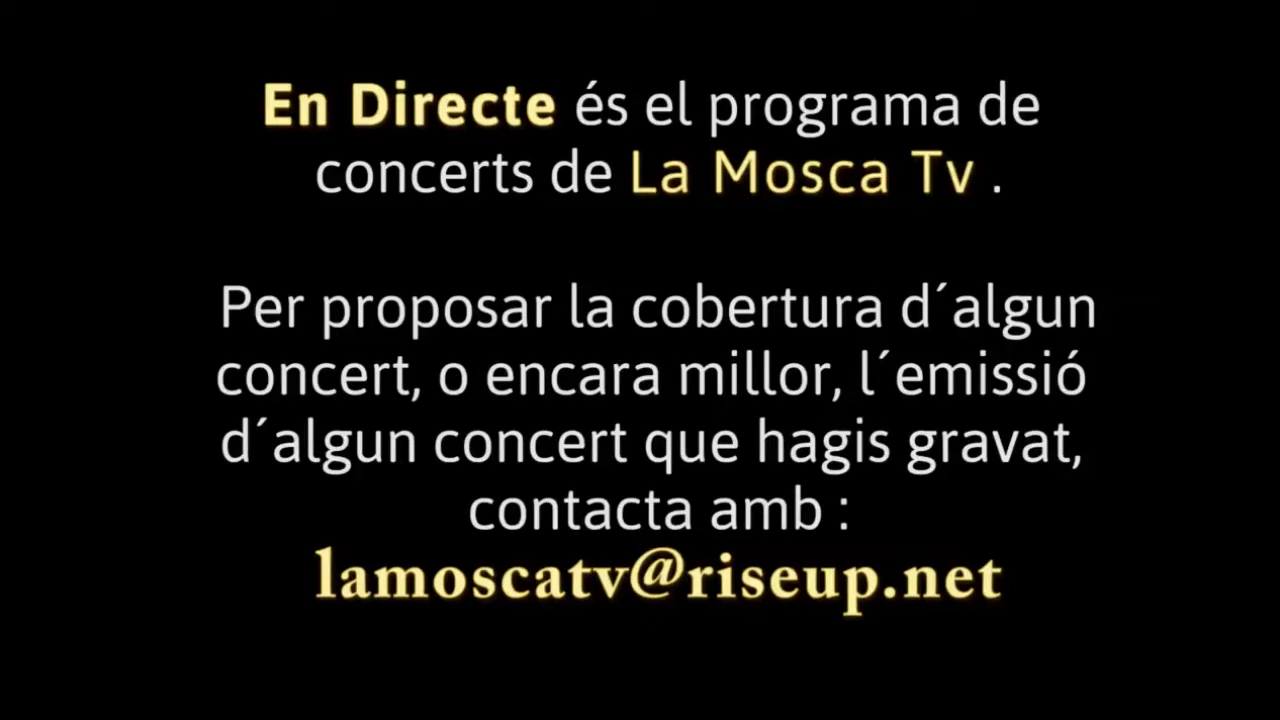 En Directe és el programa de
concerts de La Mosca Tv .
Per proposar la cobertura d´algun
concert, o encara millor, l´emissió
d´algun concert que hagis gravat,
contacta amb :
lamoscatv@riseup.net